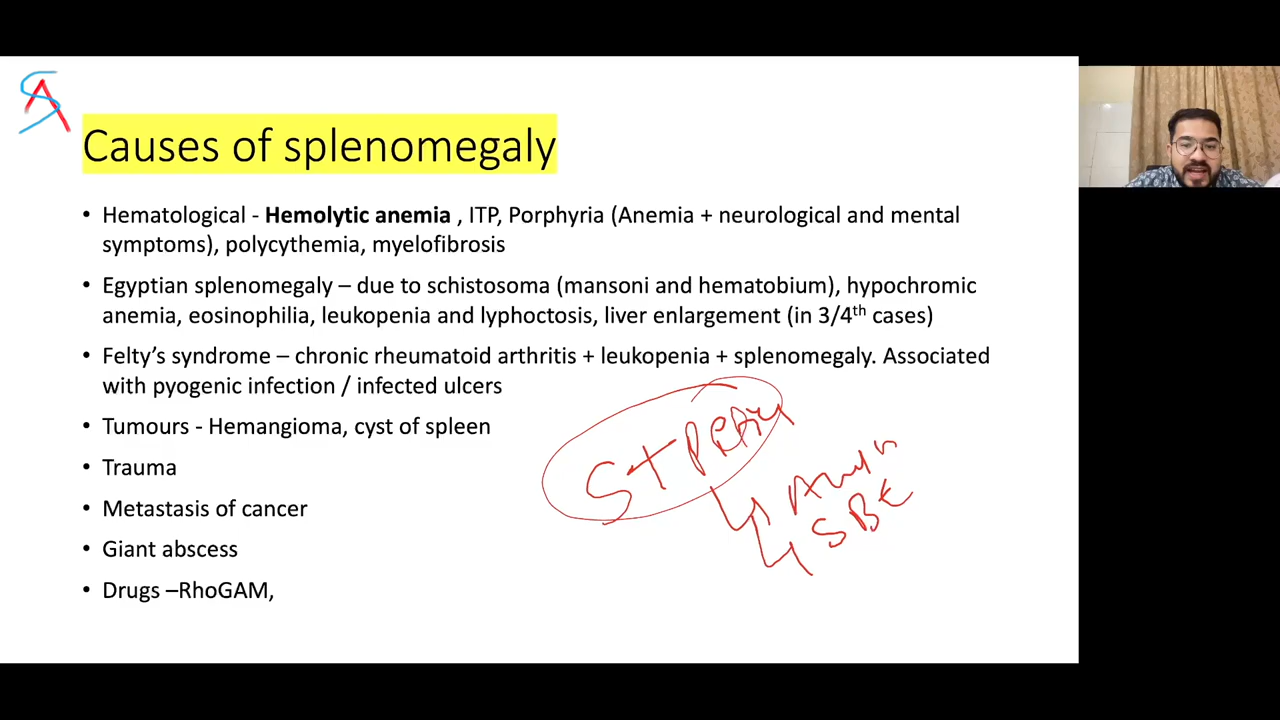 SA
Causes of splenomegaly
• Hematological - Hemolytic anemia , ITP, Porphyria (Anemia + neurological and mental
symptoms), polycythemia, myelofibrosis
• Egyptian splenomegaly – due to schistosoma (mansoni and hematobium), hypochromic
anemia, eosinophilia, leukopenia and lyphoctosis, liver enlargement (in 3/4th cases)
• Felty’s syndrome – chronic rheumatoid arthritis + leukopenia + splenomegaly. Associated
with pyogenic infection / infected ulcers
• Tumours - Hemangioma, cyst of spleen
• Trauma
• Metastasis of cancer
• Giant abscess
• Drugs –RhoGAM,
S+
SBE